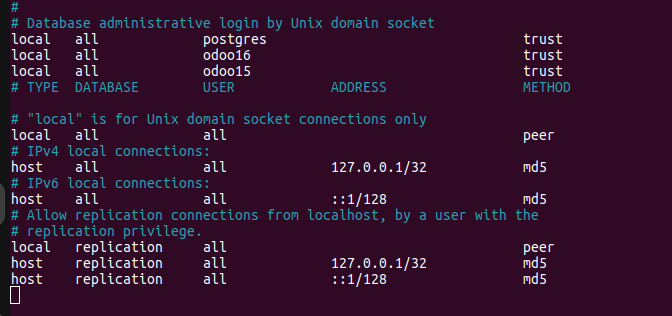 #
# Database administrative login by Unix domain socket
local   all             postgres                                trust
local   all             odoo16                                  trust
local   all             odoo15                                  trust
# TYPE  DATABASE        USER            ADDRESS                 METHOD
# "local" is for Unix domain socket connections only
local   all             all                                     peer
# IPv4 local connections:
host    all             all             127.0.0.1/32            md5
# IPv6 local connections:
host    all             all             ::1/128                 md5
# Allow replication connections from localhost, by a user with the
# replication privilege.
local   replication     all                                     peer
host    replication     all             127.0.0.1/32            md5
host    replication     all             ::1/128                 md5